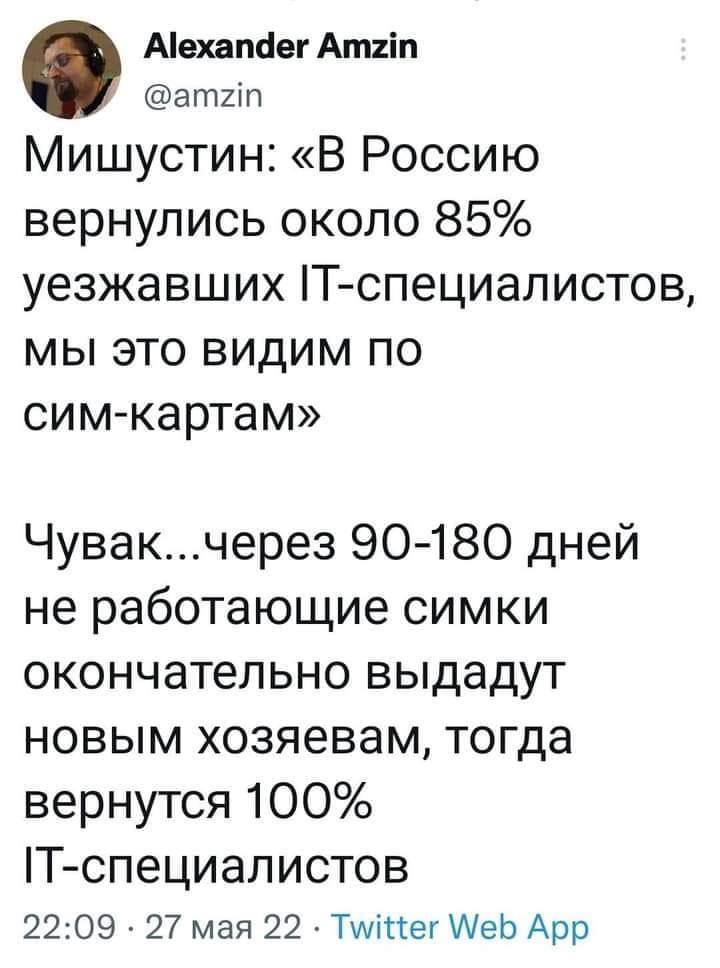 Alexander Amzin
@amzin
Мишустин: «В Россию
вернулись около 85%
уезжавших IT-специалистов,
мы это видим по
сим-картам»
Чувак...через 90-180 дней
не работающие симки
окончательно выдадут
новым хозяевам, тогда
вернутся 100%
IT-специалистов
22:09 · 27 мая 22 · Twitter Web App